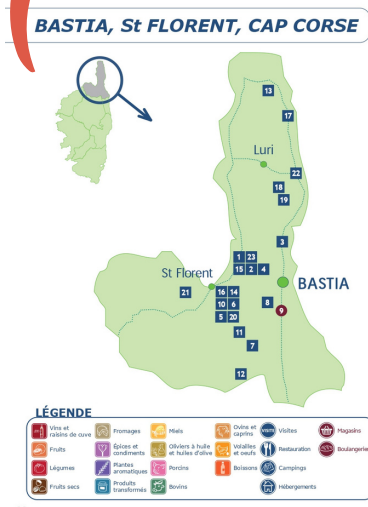 BASTIA, St FLORENT, CAP CORSE
13
17
Luri
22
18
19
3
1 23
15 2 4
St Florent
BASTIA
21
16 14
10 6
5 20
8
9
11
7
12
LÉGENDE
Vins et raisins de cuve
Fruits
Légumes
Fruits secs
Fromages
Épices et condiments
Plantes aromatiques
Produits transformés
Miels
Oliviers à huile et huiles d'olive
Porcins
Bovins
Ovins et caprins
Volailles et oeufs
Boissons
VISITE Visites
Restauration
Campings
Hébergements
Magasins
Boulangerie